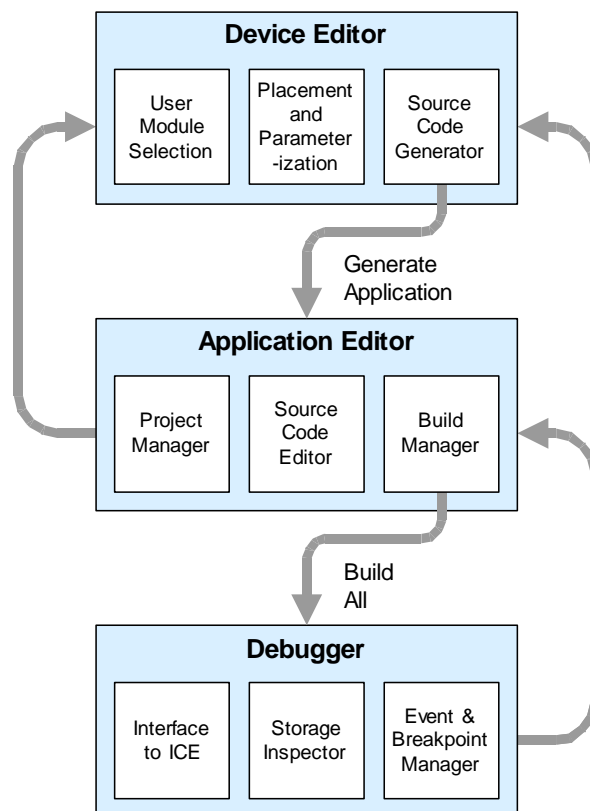 Device Editor
User
Module
Selection
Placement
and
Parameter
-ization
Source
Code
Generator
Generate
Application
Application Editor
Project
Manager
Source
Code
Editor
Build
Manager
Build
All
Debugger
Interface
to ICE
Storage
Inspector
Event &
Breakpoint
Manager